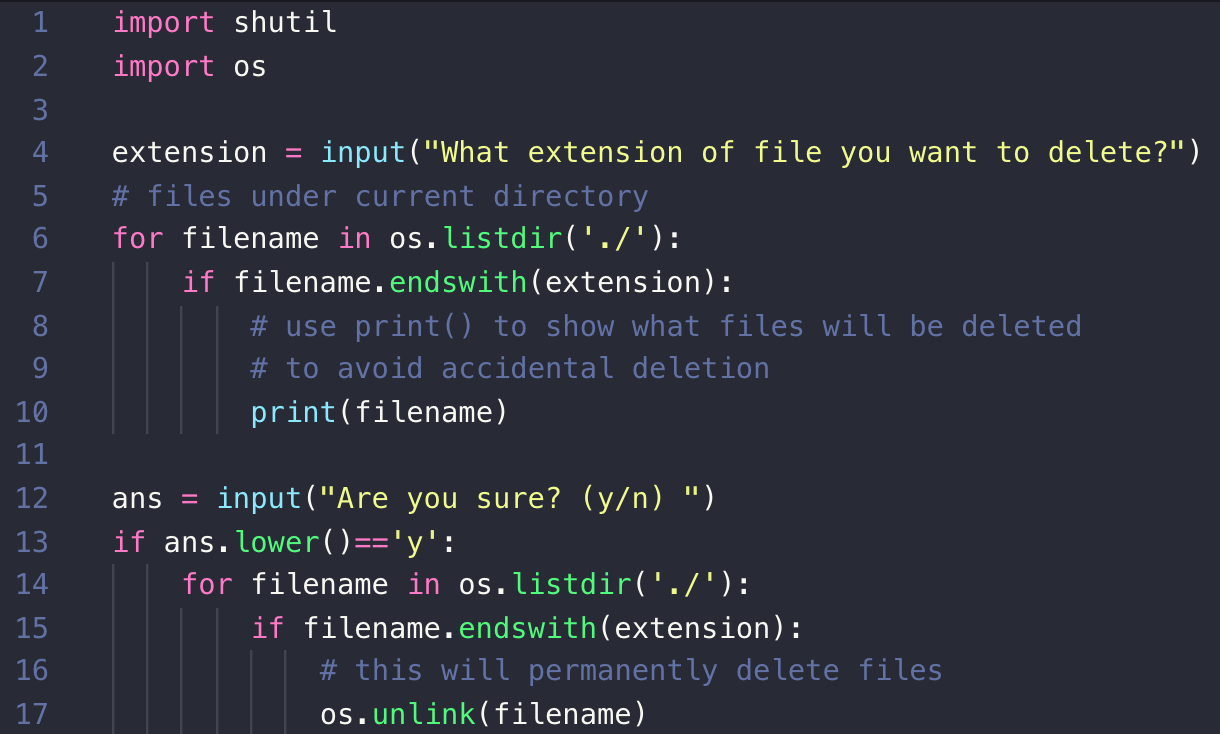 1 import shutil
2 import os
3
4 extension = input("What extension of file you want to delete?")
5 # files under current directory
6 for filename in os.listdir('./'):
7     if filename.endswith(extension):
8         # use print() to show what files will be deleted
9         # to avoid accidental deletion
10         print(filename)
11
12 ans = input("Are you sure? (y/n) ")
13 if ans.lower()=='y':
14     for filename in os.listdir('./'):
15         if filename.endswith(extension):
16             # this will permanently delete files
17             os.unlink(filename)